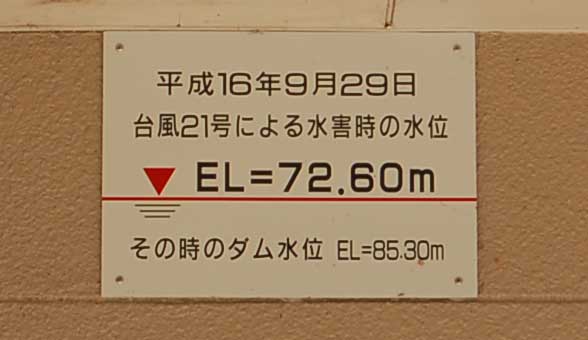 平成16年9月29日
台風21号による水害時の水位
EL=72.60m
その時のダム水位 EL=85.30m